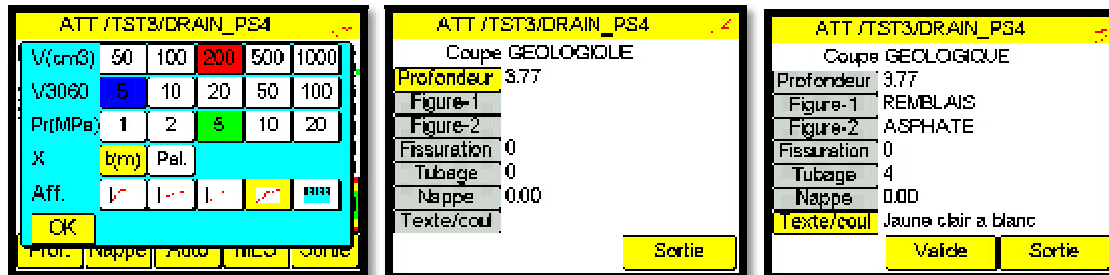 ATT /TST3/DRAIN_PS4
V(cm3) 50 100 200 500 1000
V3060 5 10 20 50 100
Pr(MPa) 1 2 5 10 20
X t(m) Pal.
Aff.
OK
Prof. Nappe Auto Sortie
ATT /TST3/DRAIN_PS4
Coupe GEOLOGIQUE
Profondeur 3.77
Figure-1
Figure-2
Fissuration 0
Tubage 0
Nappe 0.00
Texte/coul
Sortie
ATT /TST3/DRAIN_PS4
Coupe GEOLOGIQUE
Profondeur 3.77
Figure-1 REMBLAIS
Figure-2 ASPHATE
Fissuration 0
Tubage 4
Nappe 0.00
Texte/coul Jaune clair a blanc
Valide Sortie